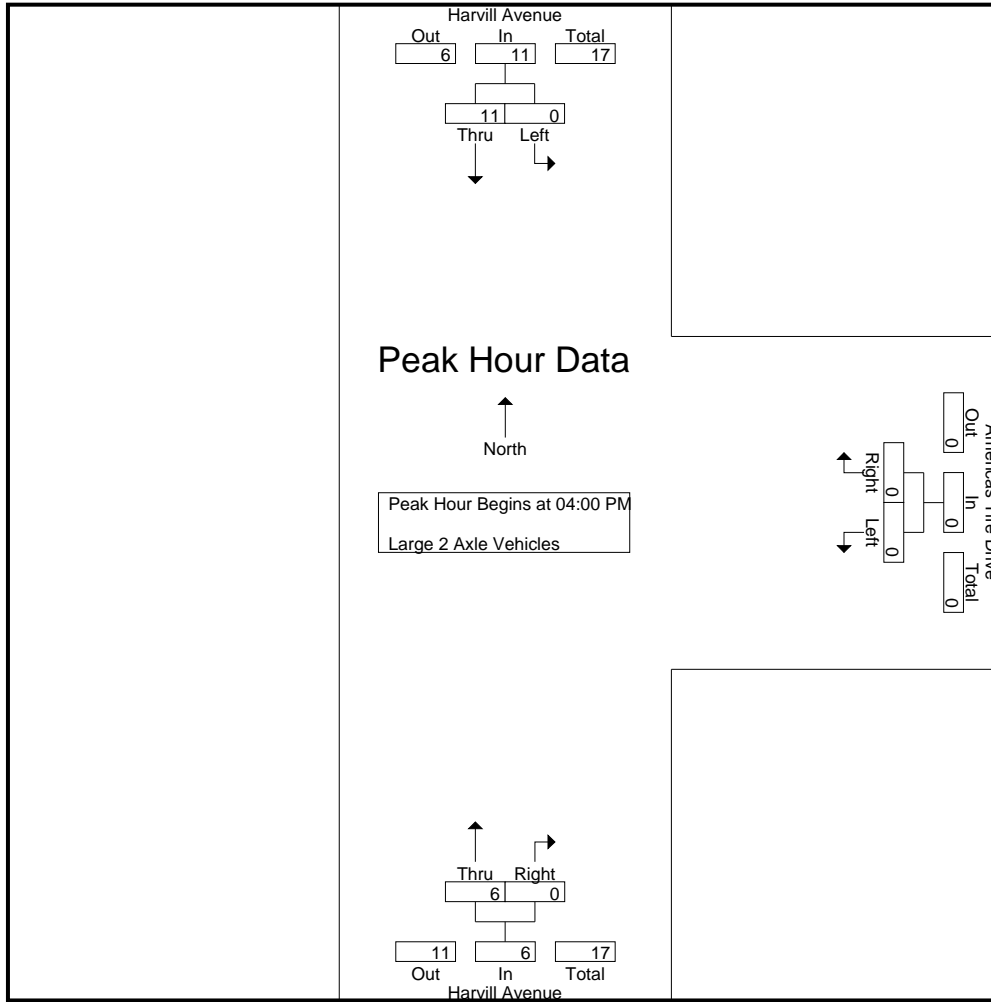 Harvill Avenue
Out In Total
6 11 17
11 0
Thru Left
Peak Hour Data
North
Peak Hour Begins at 04:00 PM
Large 2 Axle Vehicles
Out In Total
0 0 0
Right Left
0 0
Drive
Thru Right
6 0
11 6 17
Out In Total
Harvill Avenue